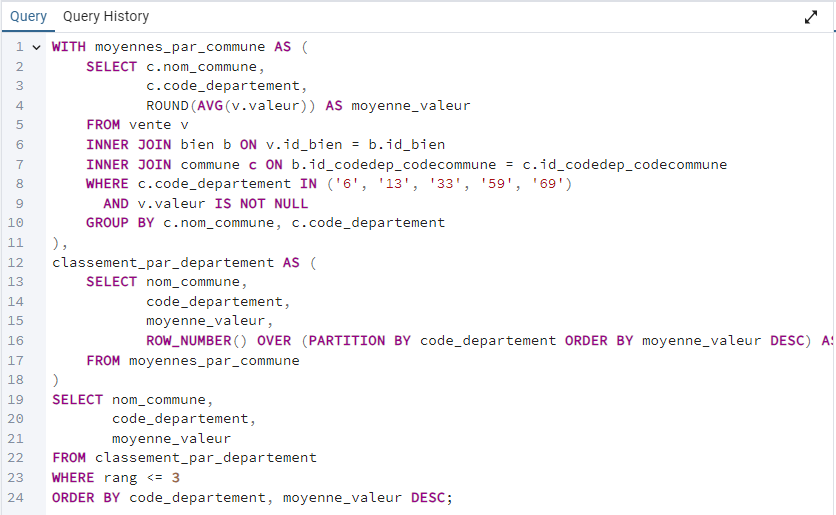 Query Query History
1 WITH moyennes_par_commune AS (
2 SELECT c.nom_commune,
3 c.code_departement,
4 ROUND(AVG(v.valeur)) AS moyenne_valeur
5 FROM vente v
6 INNER JOIN bien b ON v.id_bien = b.id_bien
7 INNER JOIN commune c ON b.id_codedep_codecommune = c.id_codedep_codecommune
8 WHERE c.code_departement IN ('6', '13', '33', '59', '69')
9 AND v.valeur IS NOT NULL
10 GROUP BY c.nom_commune, c.code_departement
11 ),
12 classement_par_departement AS (
13 SELECT nom_commune,
14 code_departement,
15 moyenne_valeur,
16 ROW_NUMBER() OVER (PARTITION BY code_departement ORDER BY moyenne_valeur DESC) AS
17 FROM moyennes_par_commune
18 )
19 SELECT nom_commune,
20 code_departement,
21 moyenne_valeur
22 FROM classement_par_departement
23 WHERE rang <= 3
24 ORDER BY code_departement, moyenne_valeur DESC;